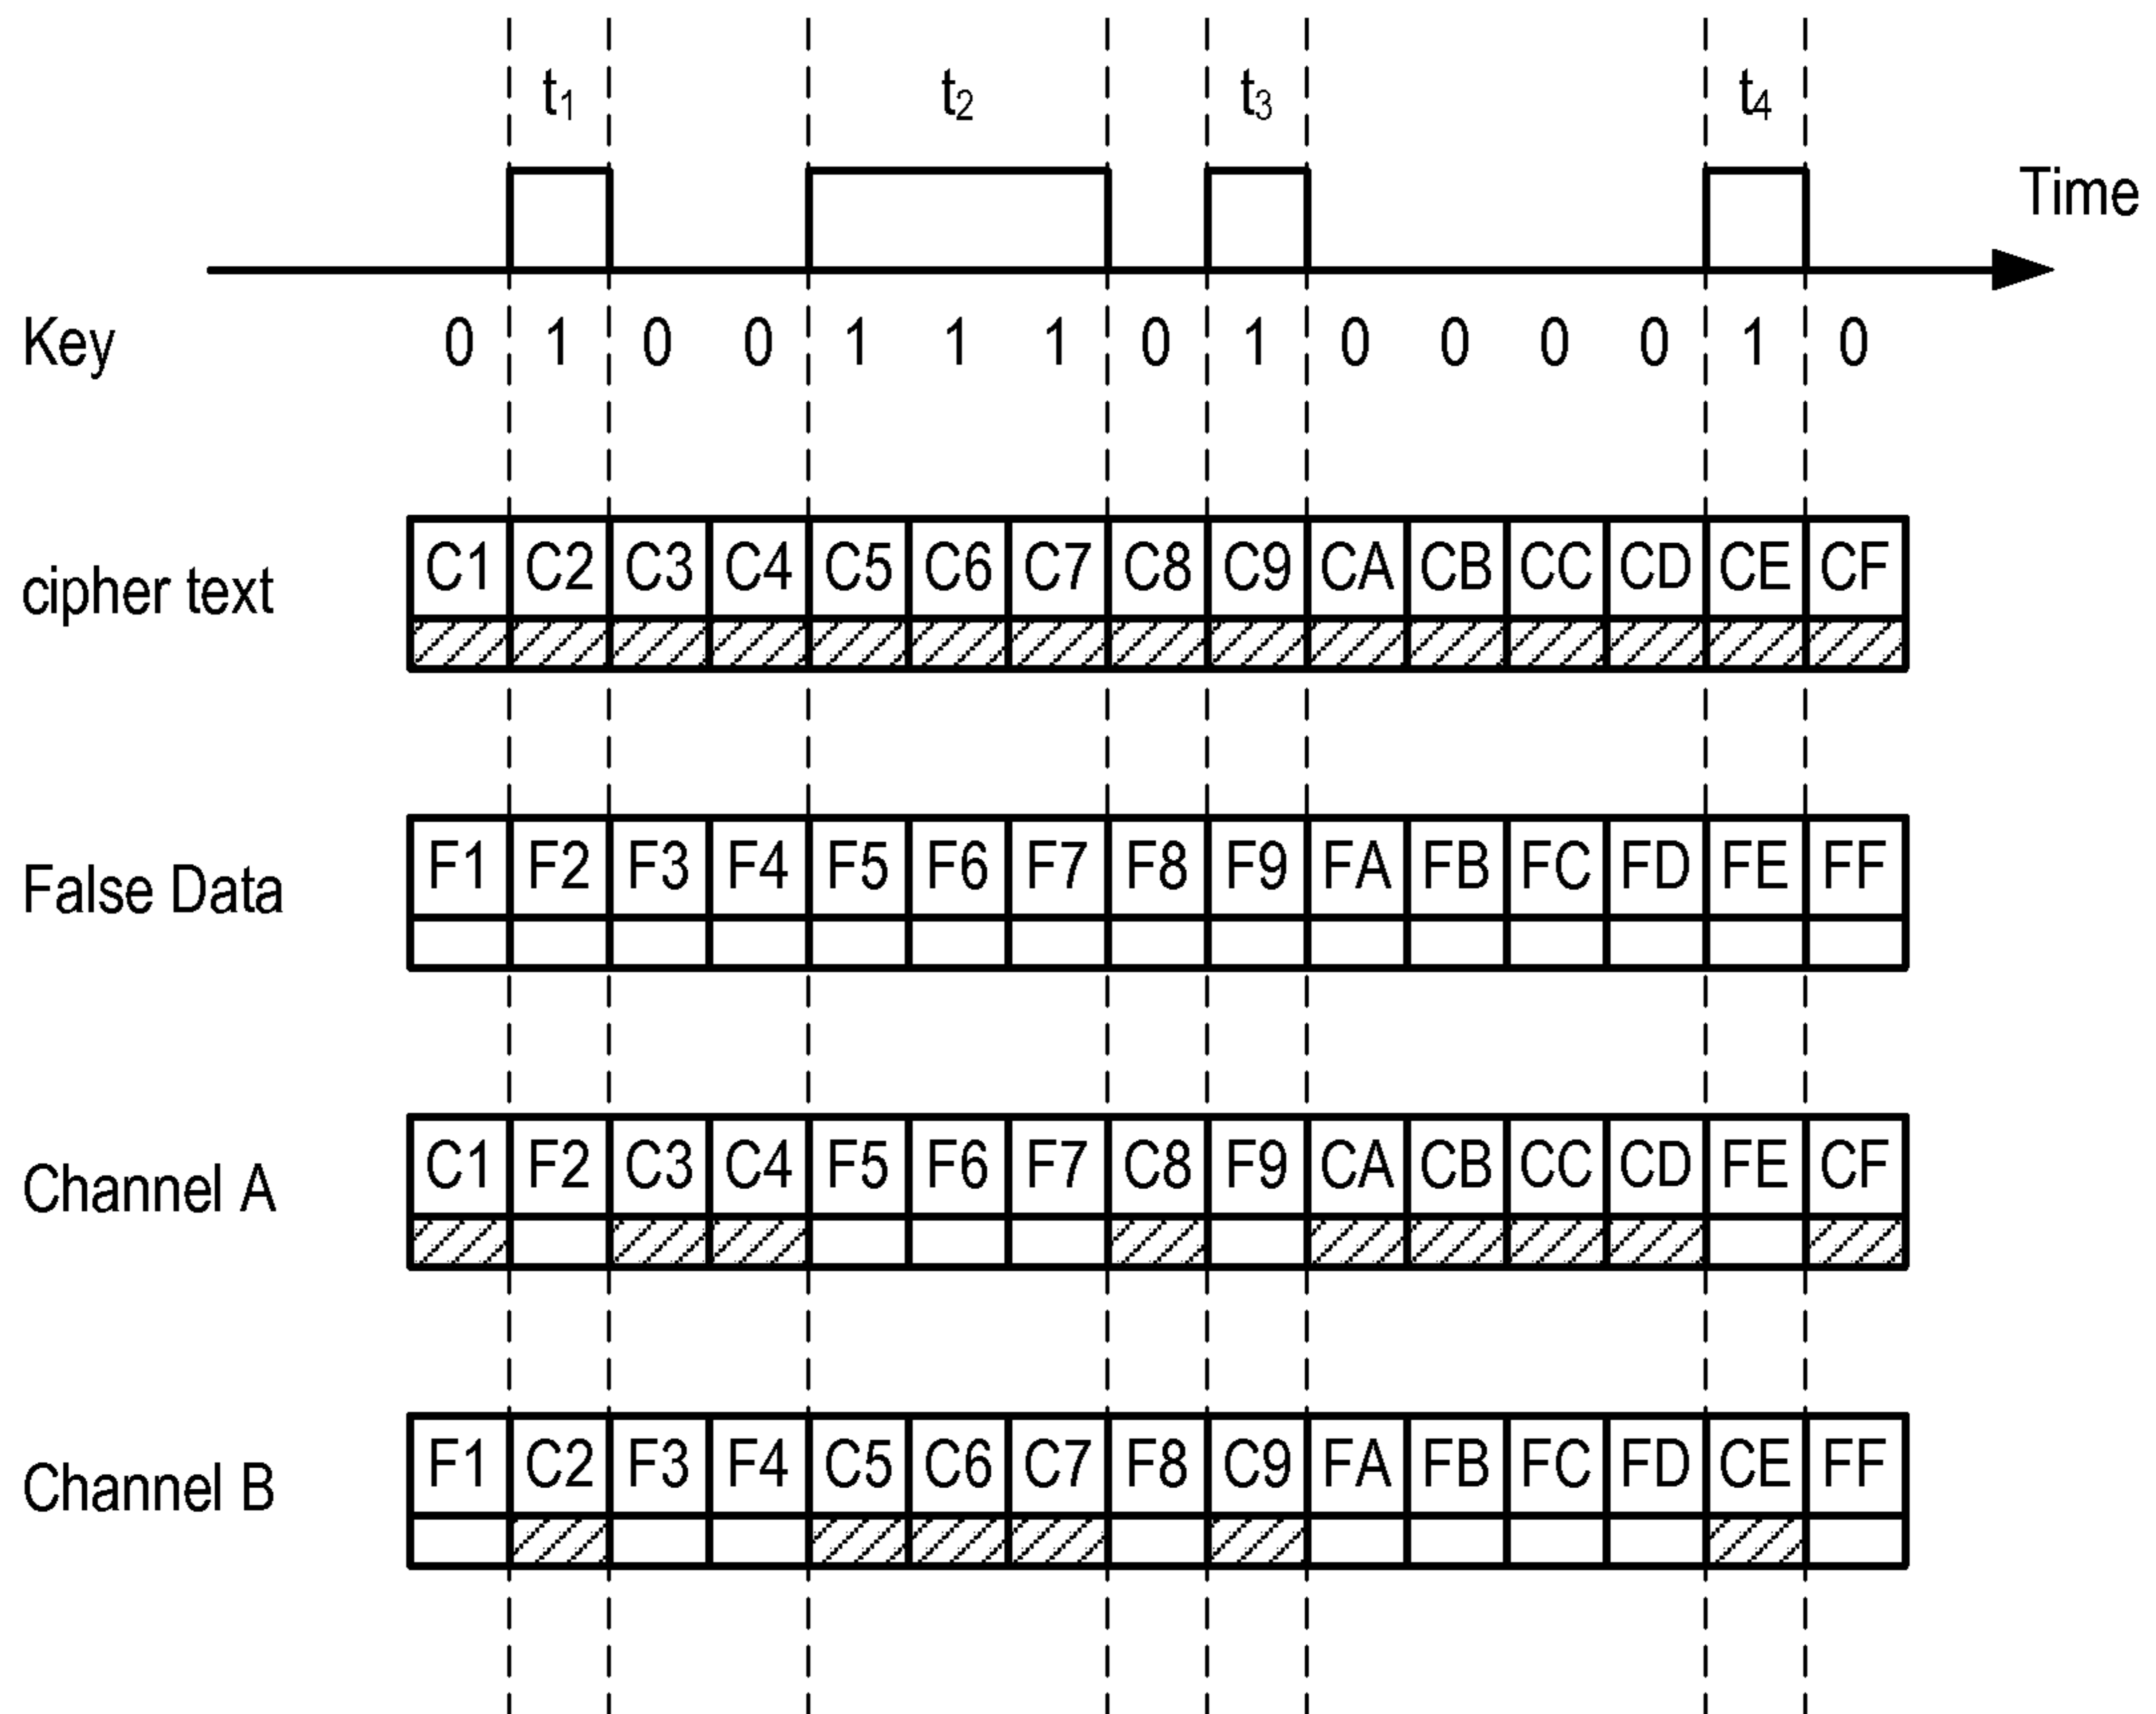 t1 t2 t3 t4
Time
Key 0 1 0 0 1 1 1 0 1 0 0 0 0 1 0
cipher text C1 C2 C3 C4 C5 C6 C7 C8 C9 CA CB CC CD CE CF
False Data F1 F2 F3 F4 F5 F6 F7 F8 F9 FA FB FC FD FE FF
Channel A C1 F2 C3 C4 F5 F6 F7 C8 F9 CA CB CC CD FE CF
Channel B F1 C2 F3 F4 C5 C6 C7 F8 C9 FA FB FC FD CE FF